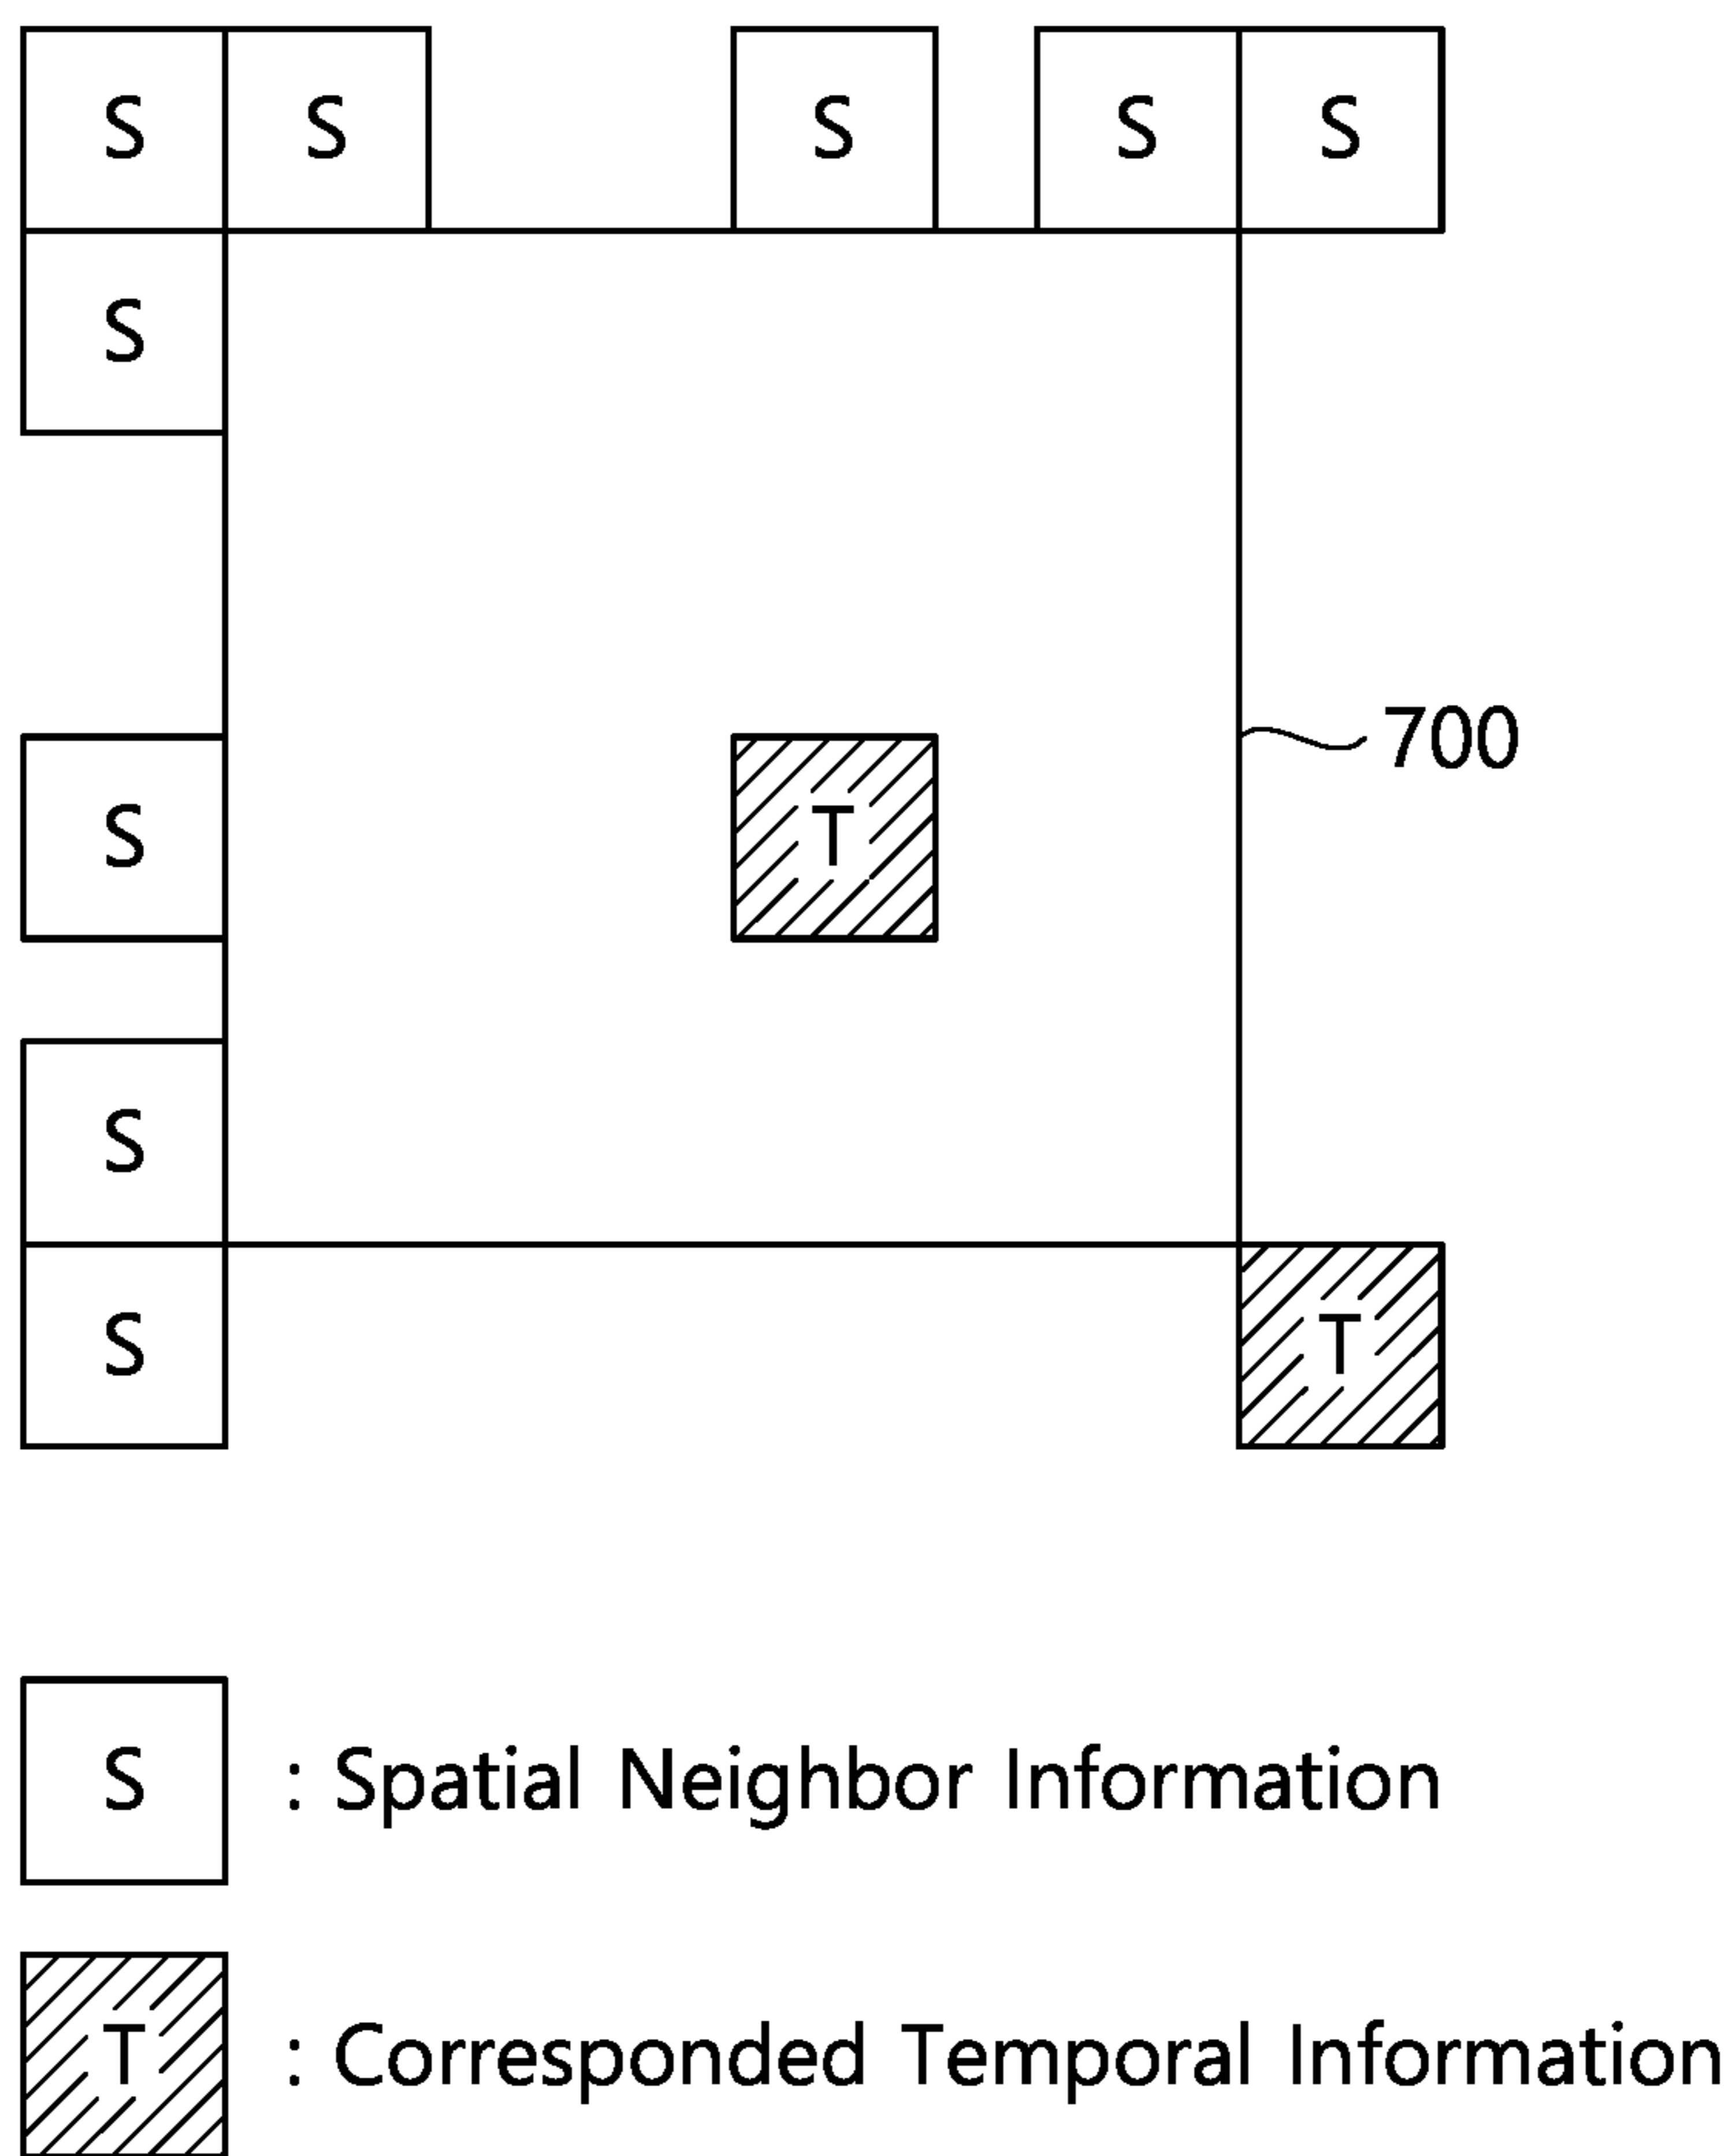 S S S S S
S
700
S T
S
S T
S : Spatial Neighbor Information
T : Corresponded Temporal Information